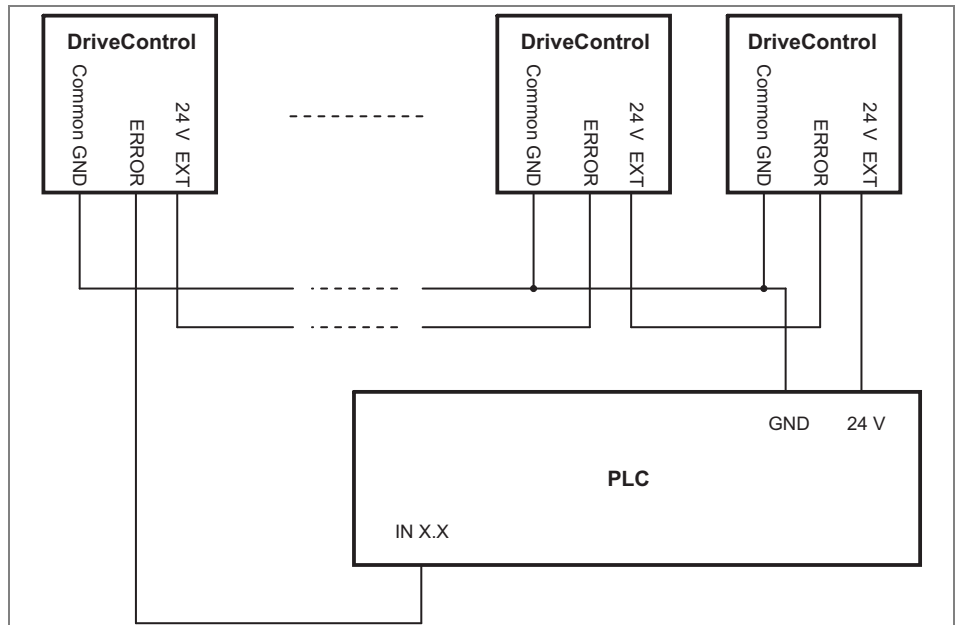 DriveControl
Common GND
ERROR
24 V EXT
DriveControl
Common GND
ERROR
24 V EXT
DriveControl
Common GND
ERROR
24 V EXT
GND
24 V
PLC
IN X.X